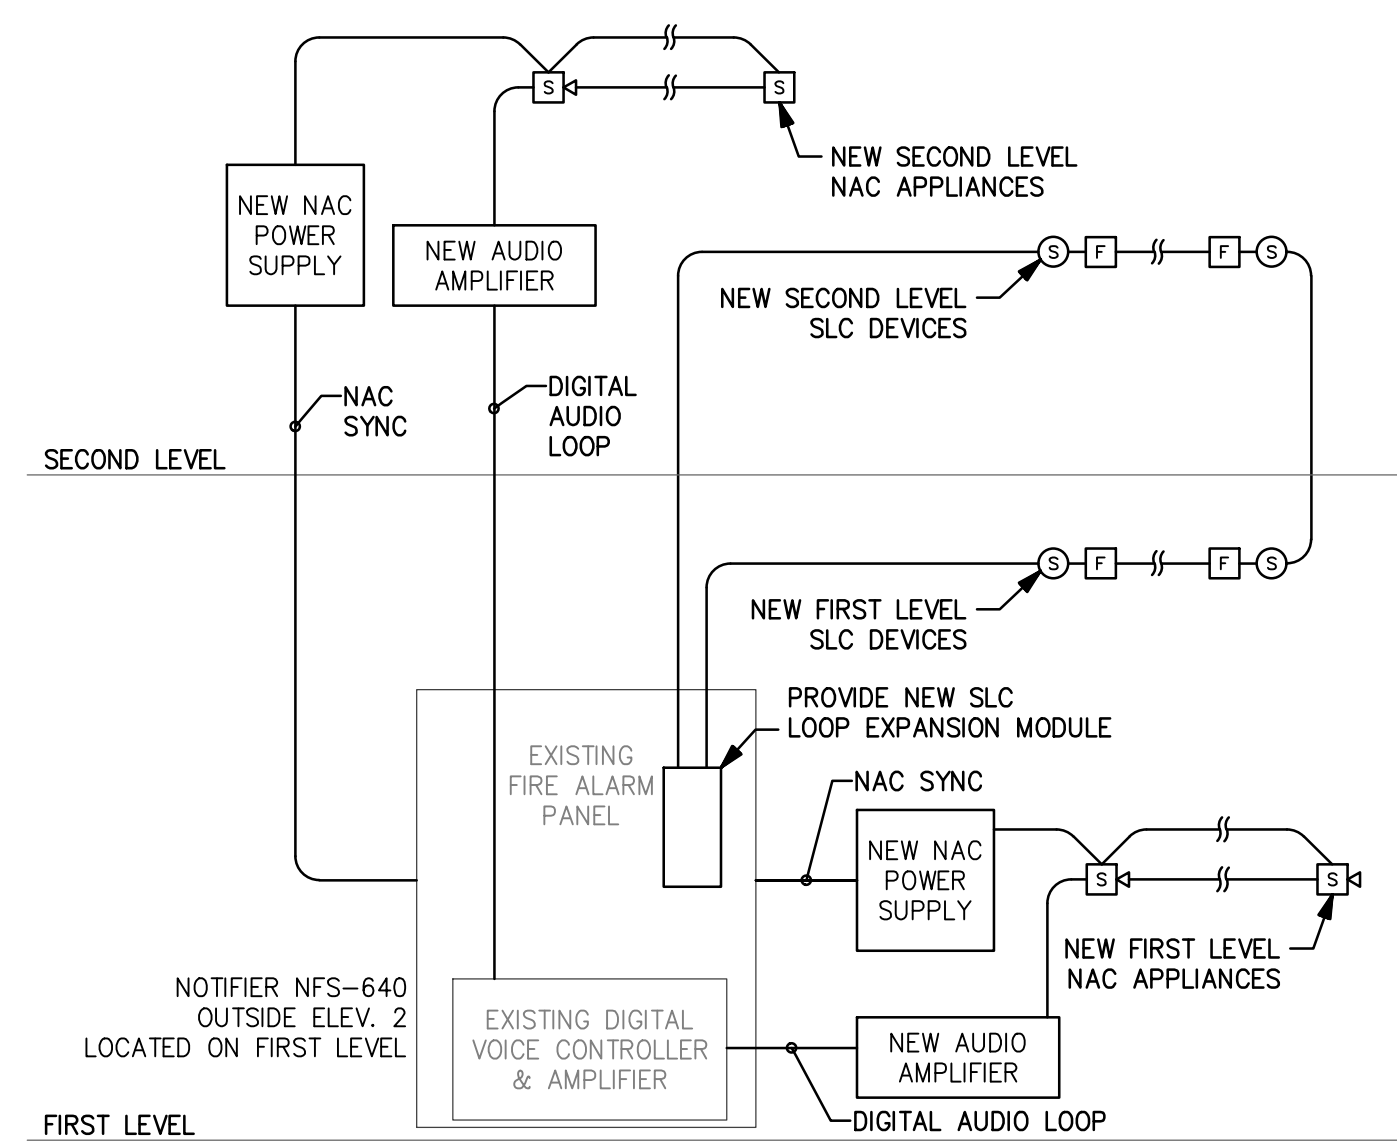 S
S
NEW SECOND LEVEL
NAC APPLIANCES
NEW NAC
POWER
SUPPLY
NEW AUDIO
AMPLIFIER
S F F S
NEW SECOND LEVEL
SLC DEVICES
NAC
SYNC
DIGITAL
AUDIO
LOOP
SECOND LEVEL
S F F S
NEW FIRST LEVEL
SLC DEVICES
PROVIDE NEW SLC
LOOP EXPANSION MODULE
EXISTING
FIRE ALARM
PANEL
NAC SYNC
NEW NAC
POWER
SUPPLY
S
S
NEW FIRST LEVEL
NAC APPLIANCES
NOTIFIER NFS-640
OUTSIDE ELEV. 2
LOCATED ON FIRST LEVEL
EXISTING DIGITAL
VOICE CONTROLLER
& AMPLIFIER
NEW AUDIO
AMPLIFIER
DIGITAL AUDIO LOOP
FIRST LEVEL